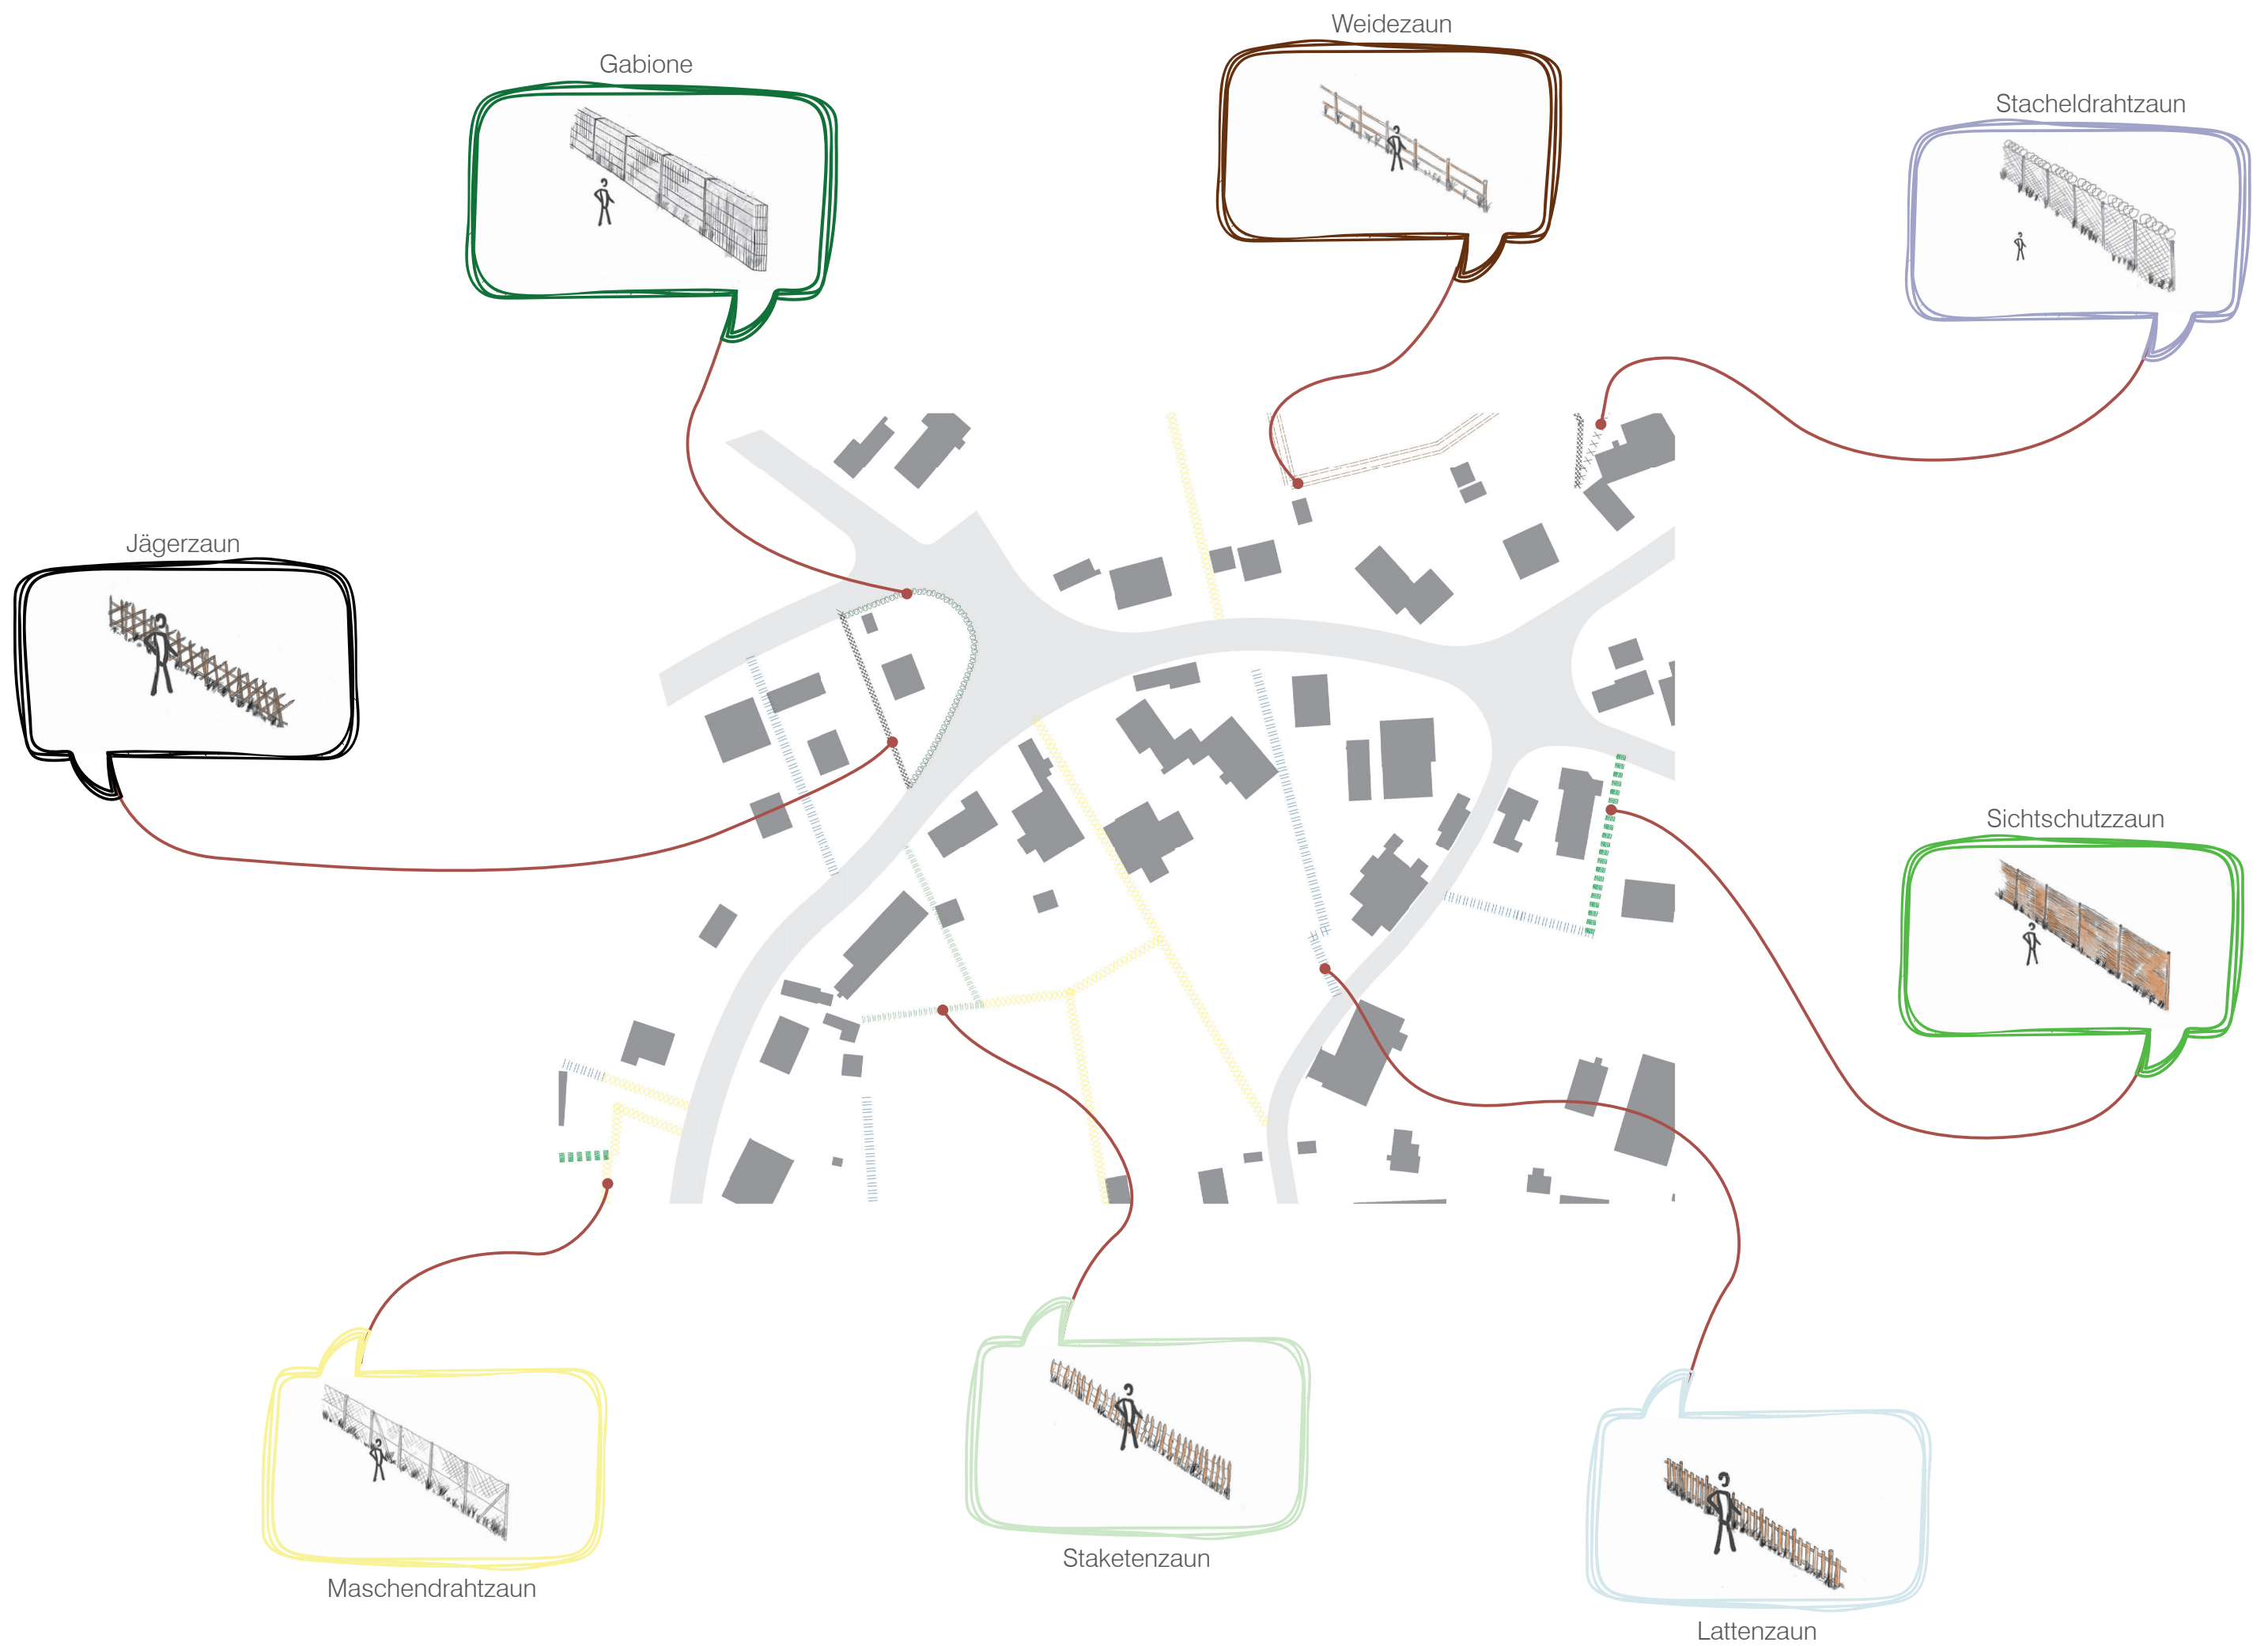 Weidezaun
Gabione
Stacheldrahtzaun
Jägerzaun
Sichtschutzzaun
Staketenzaun
Maschendrahtzaun
Lattenzaun